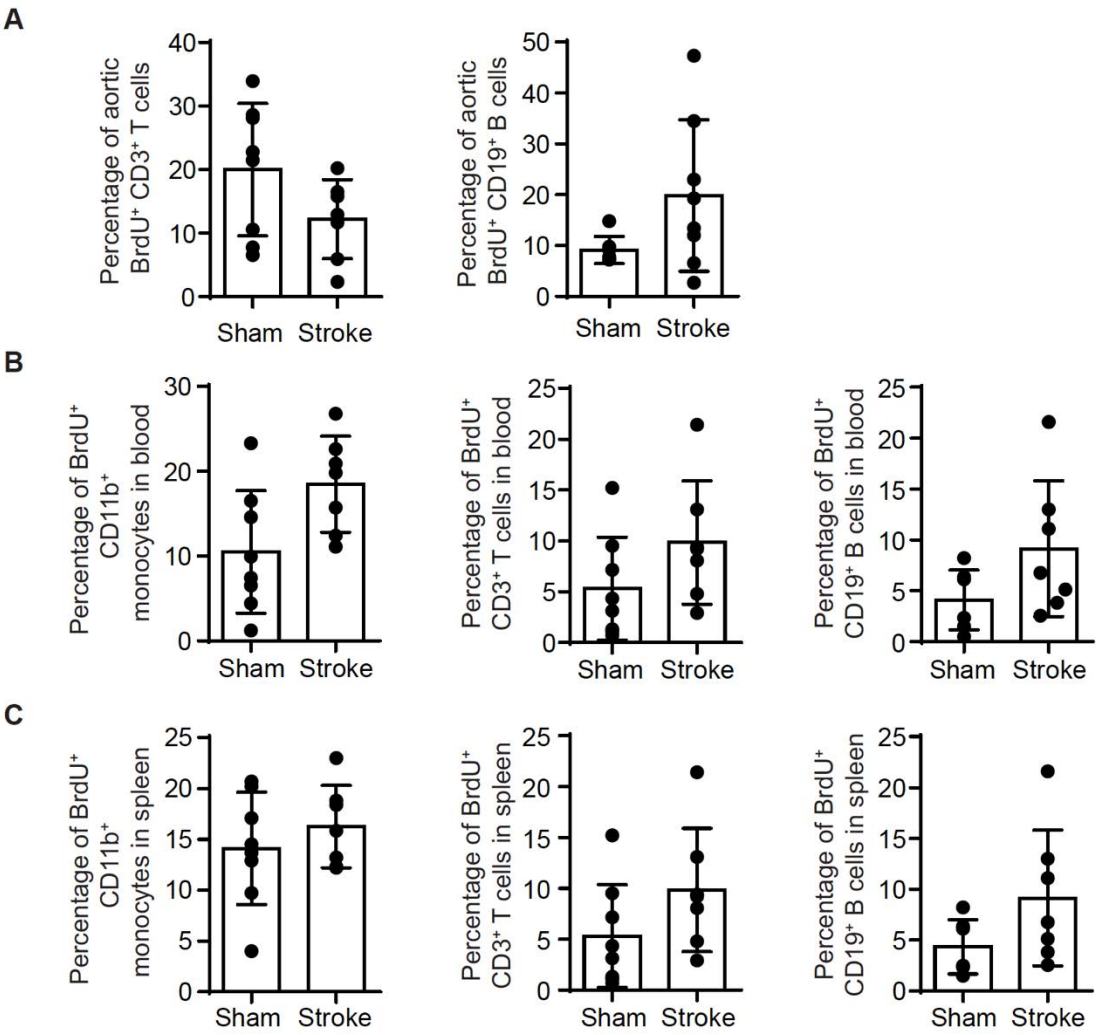 A
Percentage of aortic
BrdU⁺ CD3⁺ T cells
40
30
20
10
0
Sham Stroke
Percentage of aortic
BrdU⁺ CD19⁺ B cells
50
40
30
20
10
0
Sham Stroke
B
Percentage of BrdU⁺
CD11b⁺
monocytes in blood
30
20
10
0
Sham Stroke
Percentage of BrdU⁺
CD3⁺ T cells in blood
25
20
15
10
5
0
Sham Stroke
Percentage of BrdU⁺
CD19⁺ B cells in blood
25
20
15
10
5
0
Sham Stroke
C
Percentage of BrdU⁺
CD11b⁺
monocytes in spleen
25
20
15
10
5
0
Sham Stroke
Percentage of BrdU⁺
CD3⁺ T cells in spleen
25
20
15
10
5
0
Sham Stroke
Percentage of BrdU⁺
CD19⁺ B cells in spleen
25
20
15
10
5
0
Sham Stroke